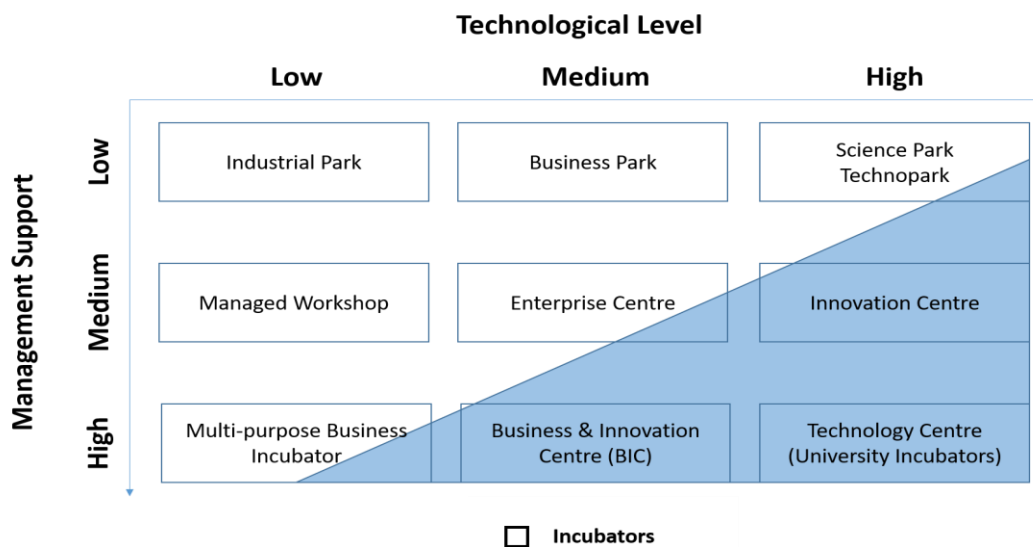 Technological Level
Low
Medium
High
Management Support
Low
Industrial Park
Business Park
Science Park
Technopark
Medium
Managed Workshop
Enterprise Centre
Innovation Centre
High
Multi-purpose Business
Incubator
Business & Innovation
Centre (BIC)
Technology Centre
(University Incubators)
Incubators